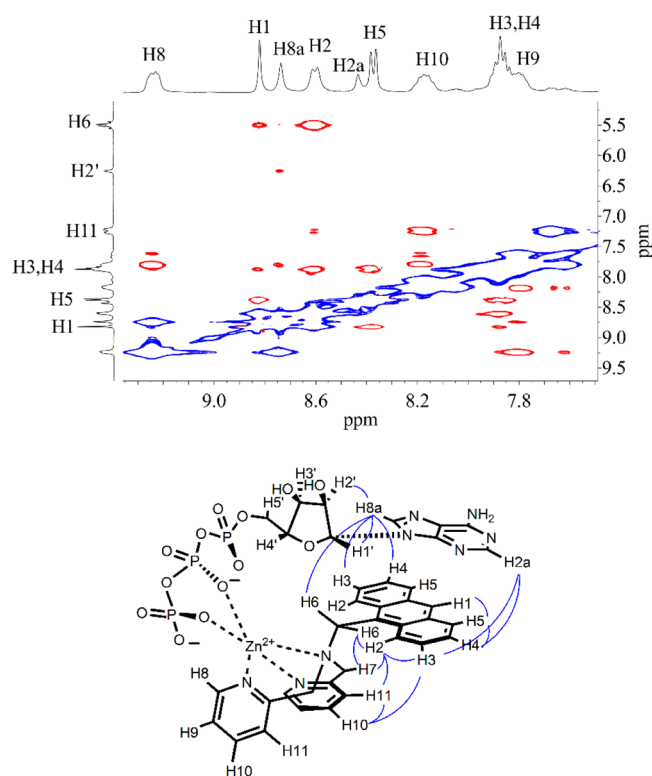 H8 H1 H8a H2 H2a H5 H10 H3,H4 H9
H6
H2'
H11
H3,H4
H5
H1
5.5
6.0
6.5
7.0
7.5
8.0
8.5
9.0
9.5
ppm
9.0 8.6 8.2 7.8
ppm
H3' H2'
HO HO
H5' H8a N NH2
O O P O O P O O P O O−
H4' O H1' N N N
H2a
H3 H4 H5
H6 H2 H1
H5
H6 H2 H4
Zn2+ N H7 H3
H8 N N H11
H9 H11 H10
H10